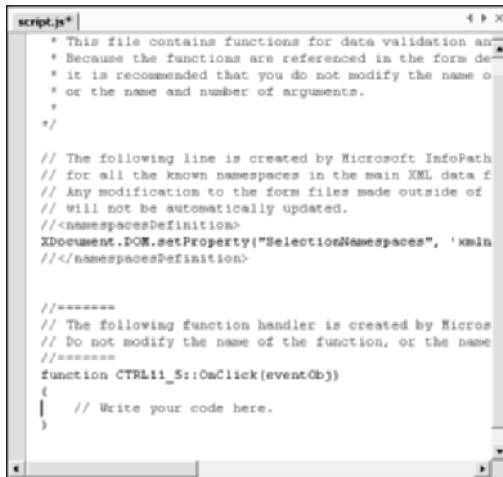 script.js*
* This file contains functions for data validation an
* Because the functions are referenced in the form de
* it is recommended that you do not modify the name o
* or the name and number of arguments.
*
*/
// The following line is created by Microsoft InfoPath
// for all the known namespaces in the main XML data f
// Any modification to the form files made outside of
// will not be automatically updated.
//<namespacesDefinition>
XDocument.DOM.setProperty("SelectionNamespaces", 'xmln
//</namespacesDefinition>
//=======
// The following function handler is created by Micros
// Do not modify the name of the function, or the name
//=======
function CTRL11_5::OnClick(eventObj)
{
// Write your code here.
}